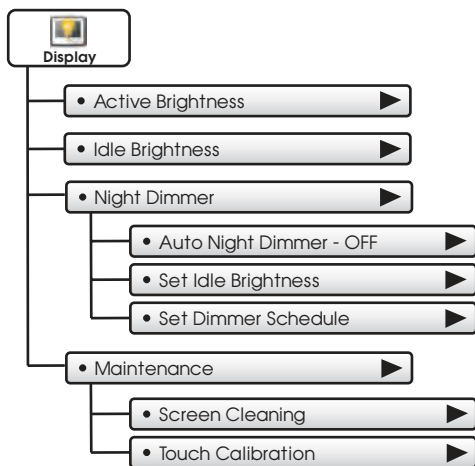 Display
• Active Brightness
• Idle Brightness
• Night Dimmer
• Auto Night Dimmer - OFF
• Set Idle Brightness
• Set Dimmer Schedule
• Maintenance
• Screen Cleaning
• Touch Calibration